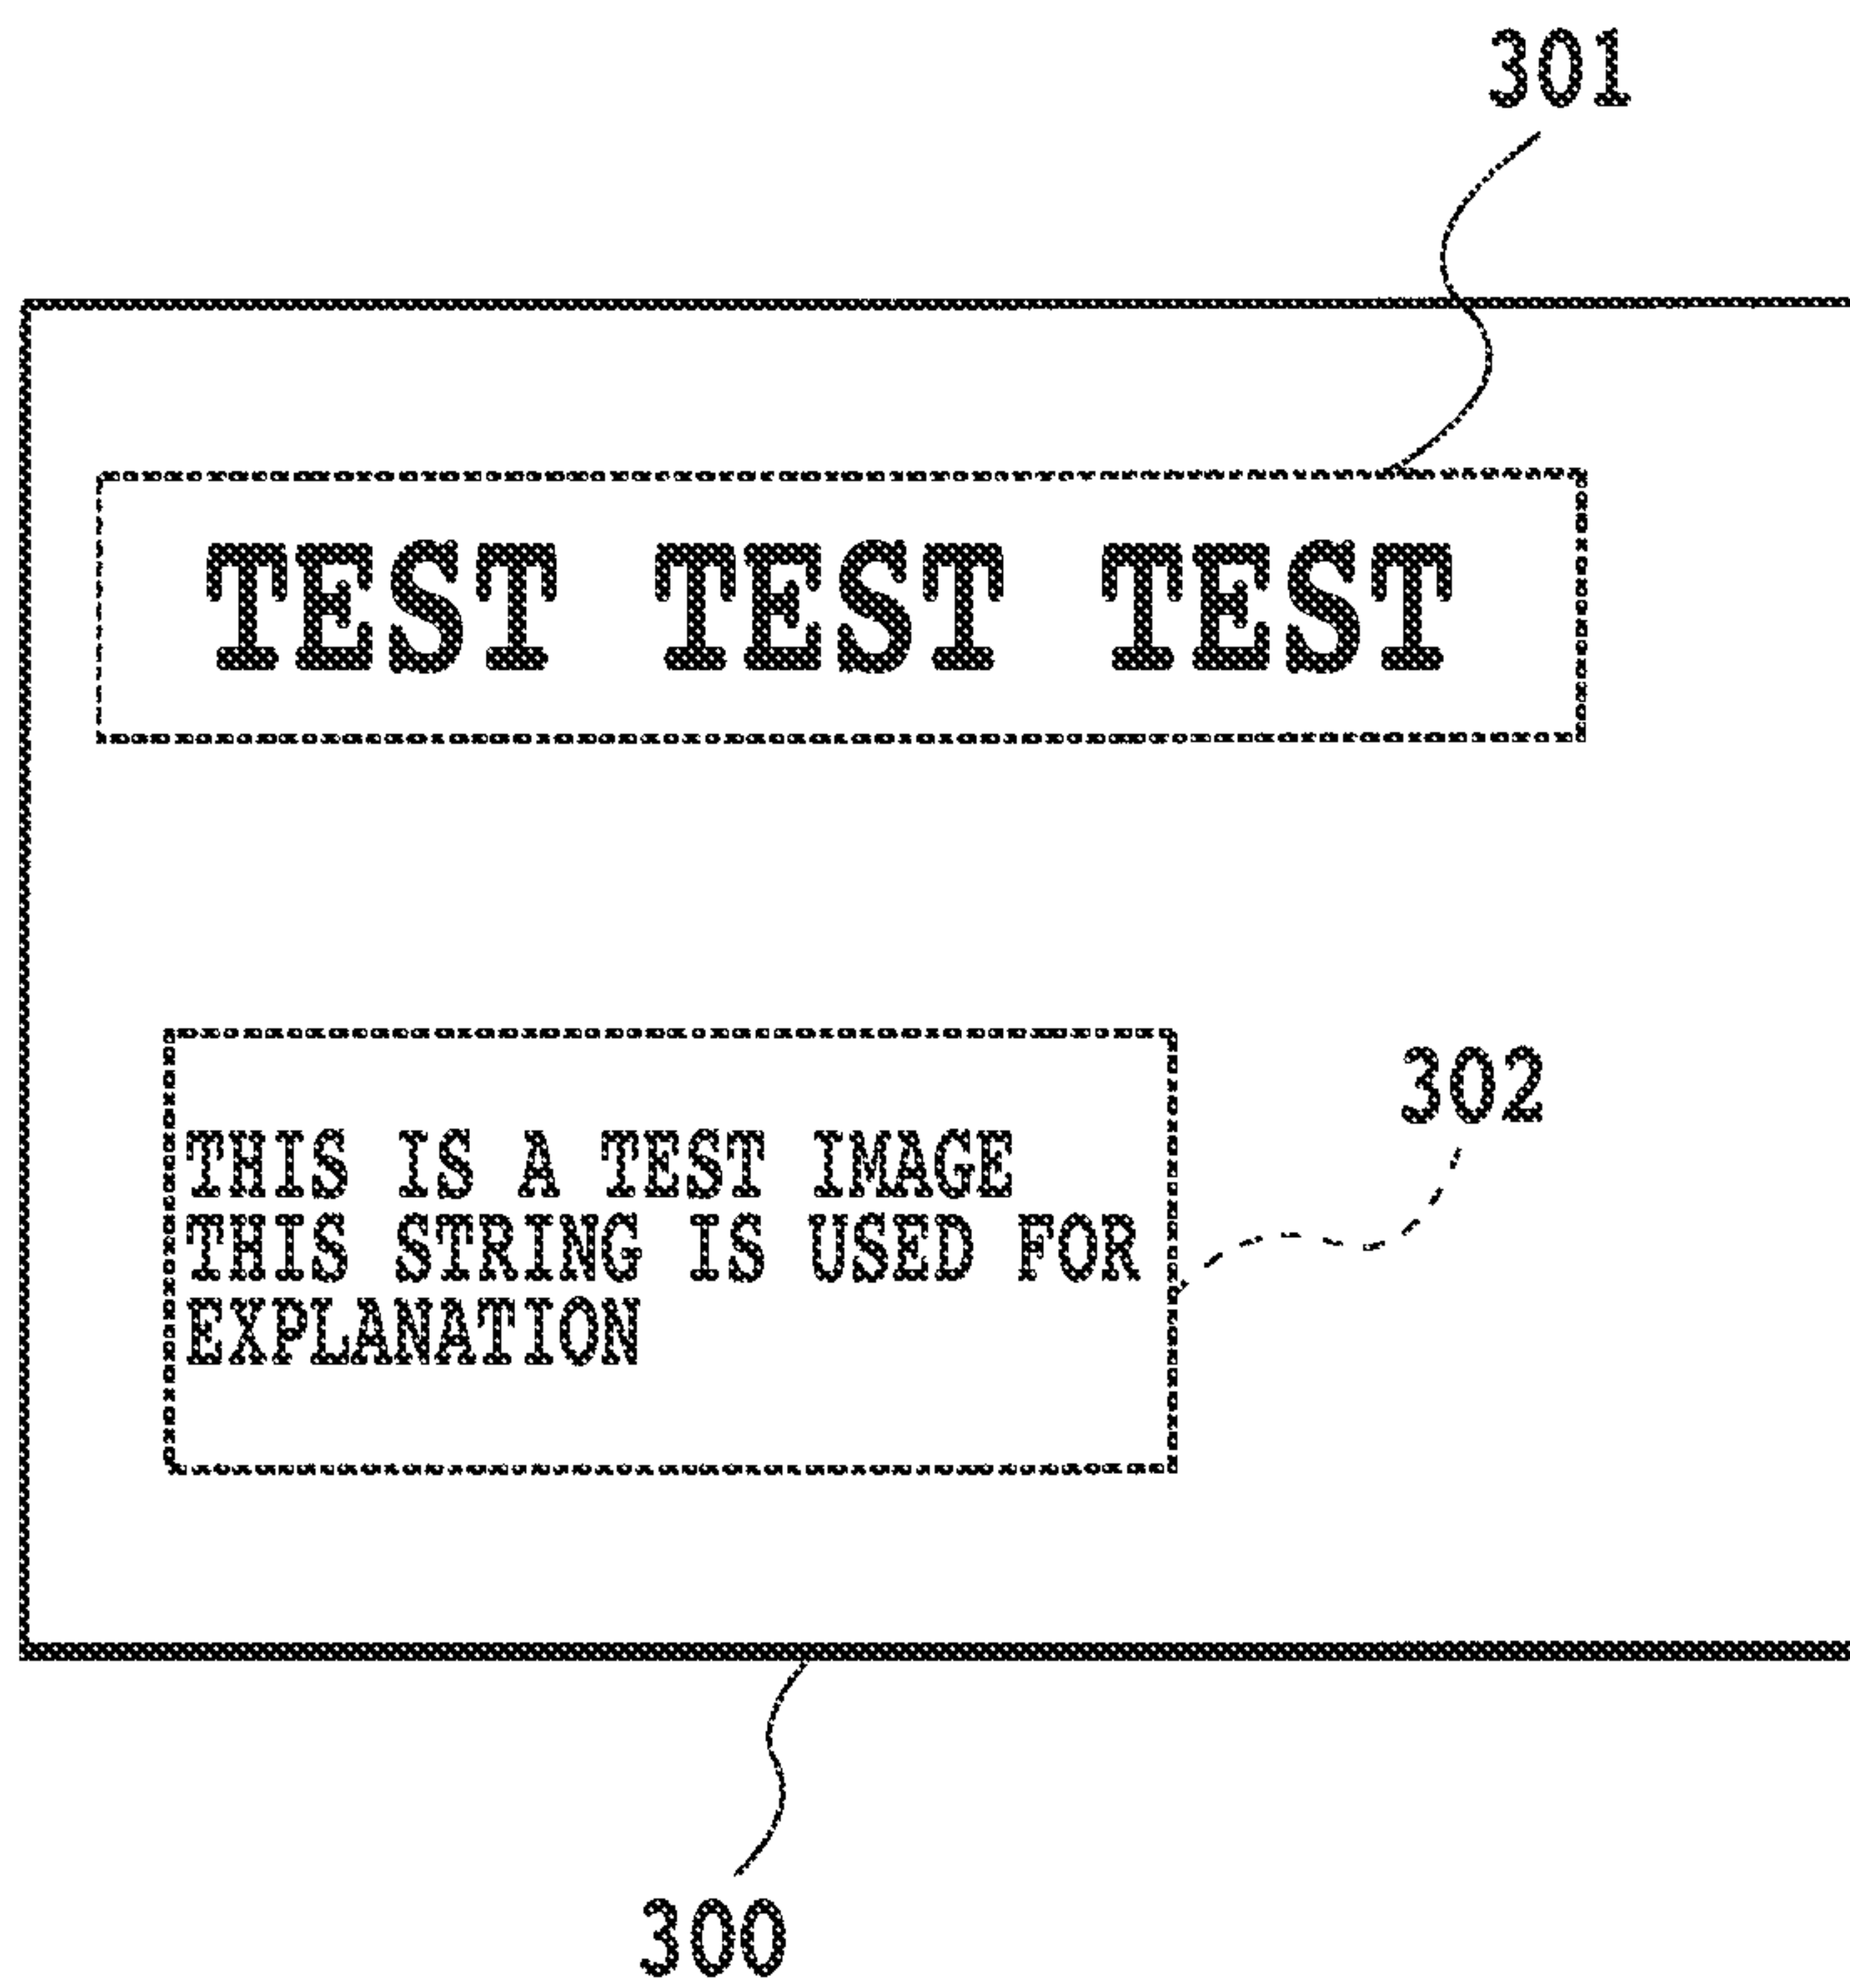 301
TEST TEST TEST
302
THIS IS A TEST IMAGE
THIS STRING IS USED FOR
EXPLANATION
300